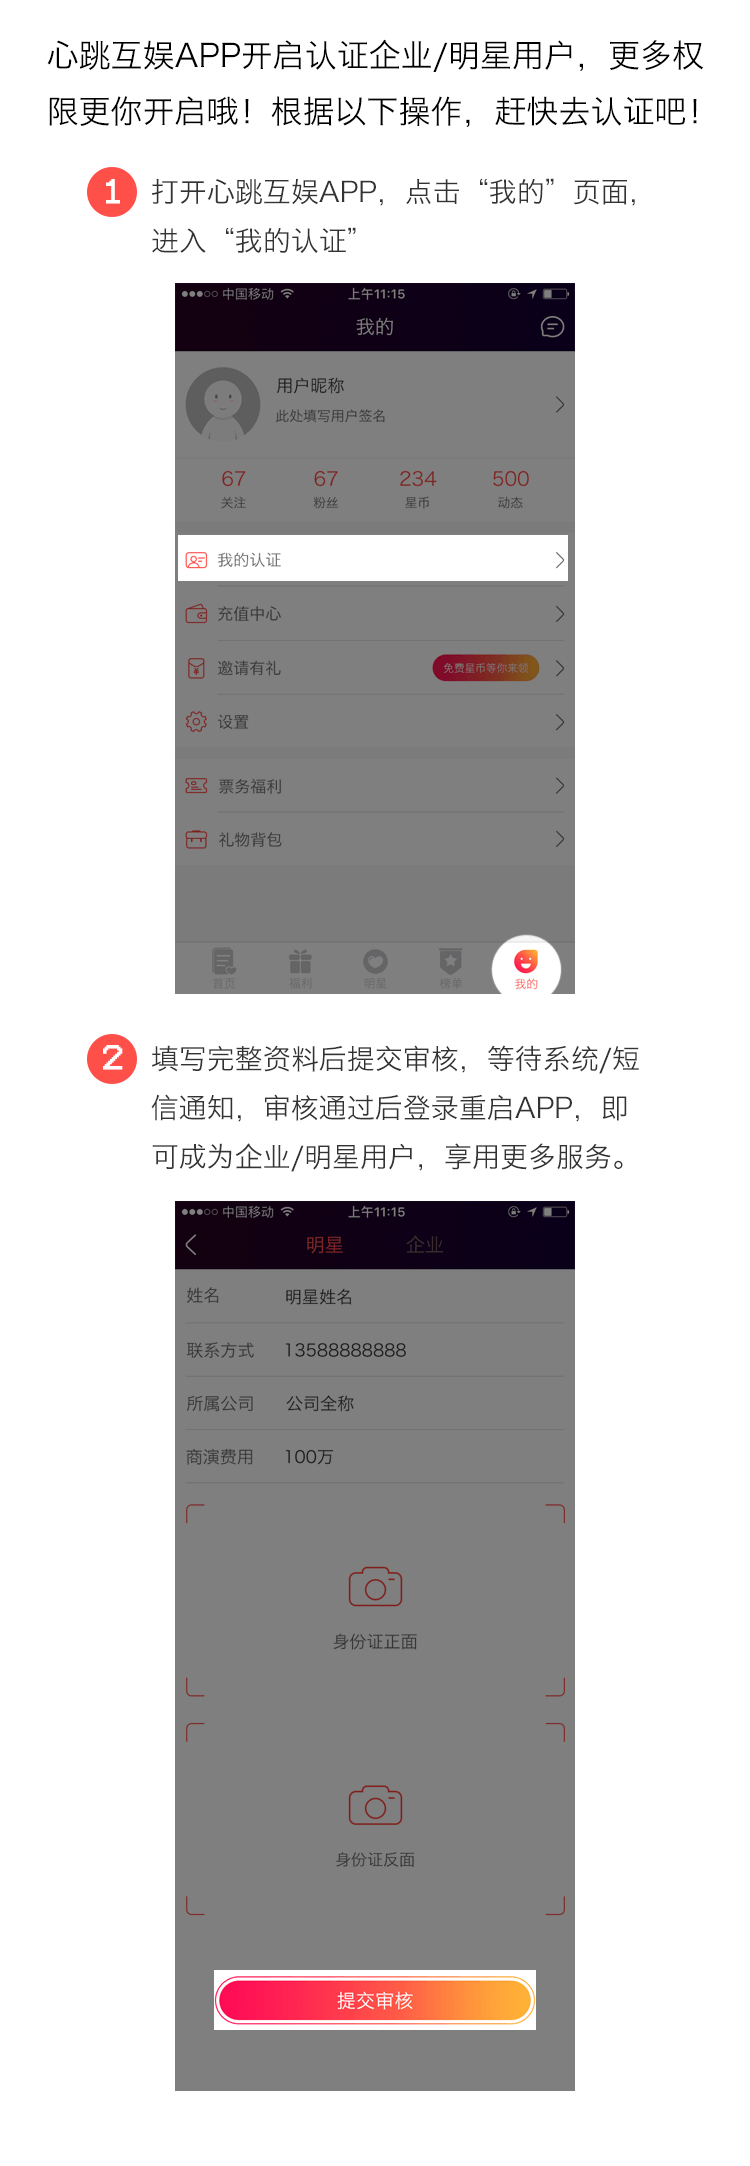 心跳互娱APP开启认证企业/明星用户，更多权
限更你开启哦！根据以下操作，赶快去认证吧！
1 打开心跳互娱APP，点击“我的”页面，
进入“我的认证”
中国移动 上午11:15
我的
用户昵称
此处填写用户签名
67 67 234 500
关注 粉丝 星币 动态
我的认证
充值中心
邀请有礼 免费星币等你来领
设置
票务福利
礼物背包
首页 福利 明星 榜单 我的
2 填写完整资料后提交审核，等待系统/短
信通知，审核通过后登录重启APP，即
可成为企业/明星用户，享用更多服务。
中国移动 上午11:15
明星 企业
姓名 明星姓名
联系方式 13588888888
所属公司 公司全称
商演费用 100万
身份证正面
身份证反面
提交审核